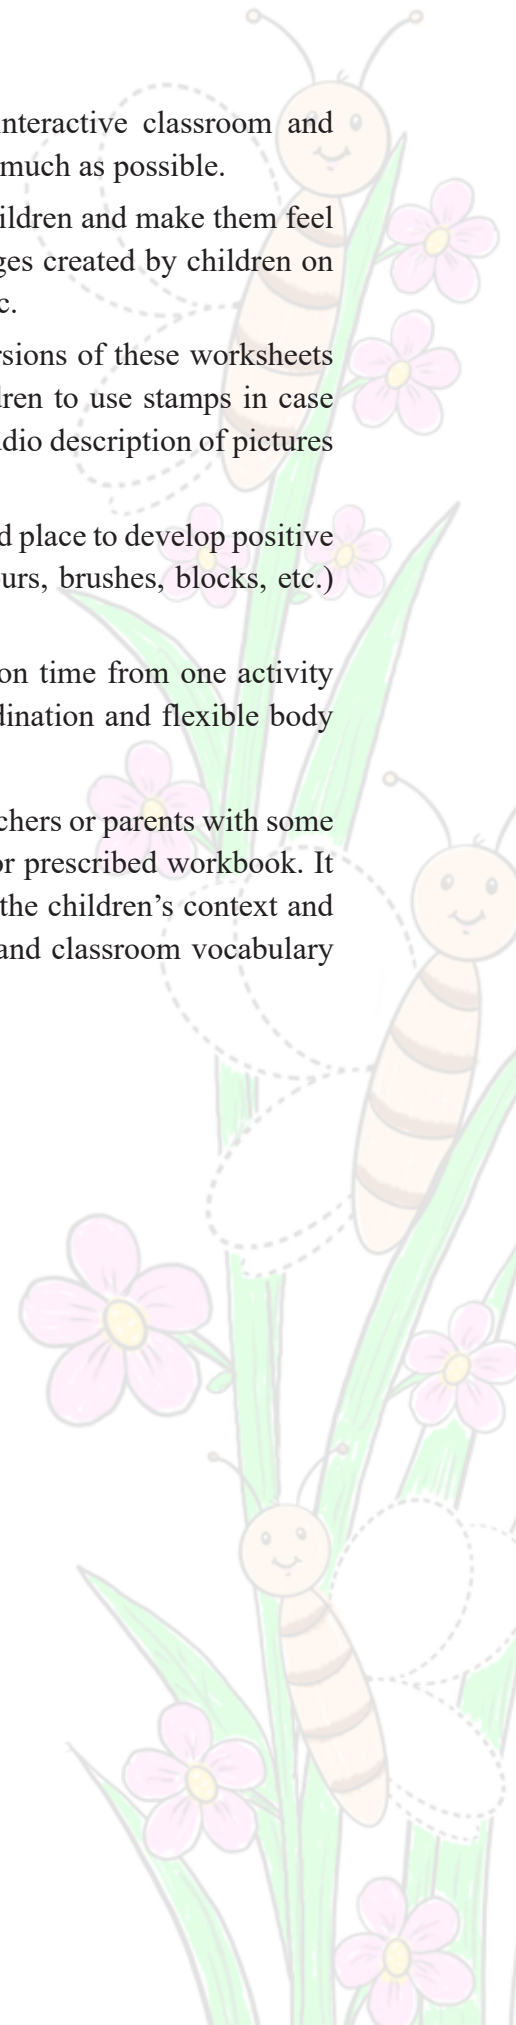 nteractive classroom and
much as possible.
ildren and make them feel
ges created by children on
c.
rsions of these worksheets
dren to use stamps in case
udio description of pictures
d place to develop positive
urs, brushes, blocks, etc.)
on time from one activity
dination and flexible body
chers or parents with some
or prescribed workbook. It
the children’s context and
and classroom vocabulary